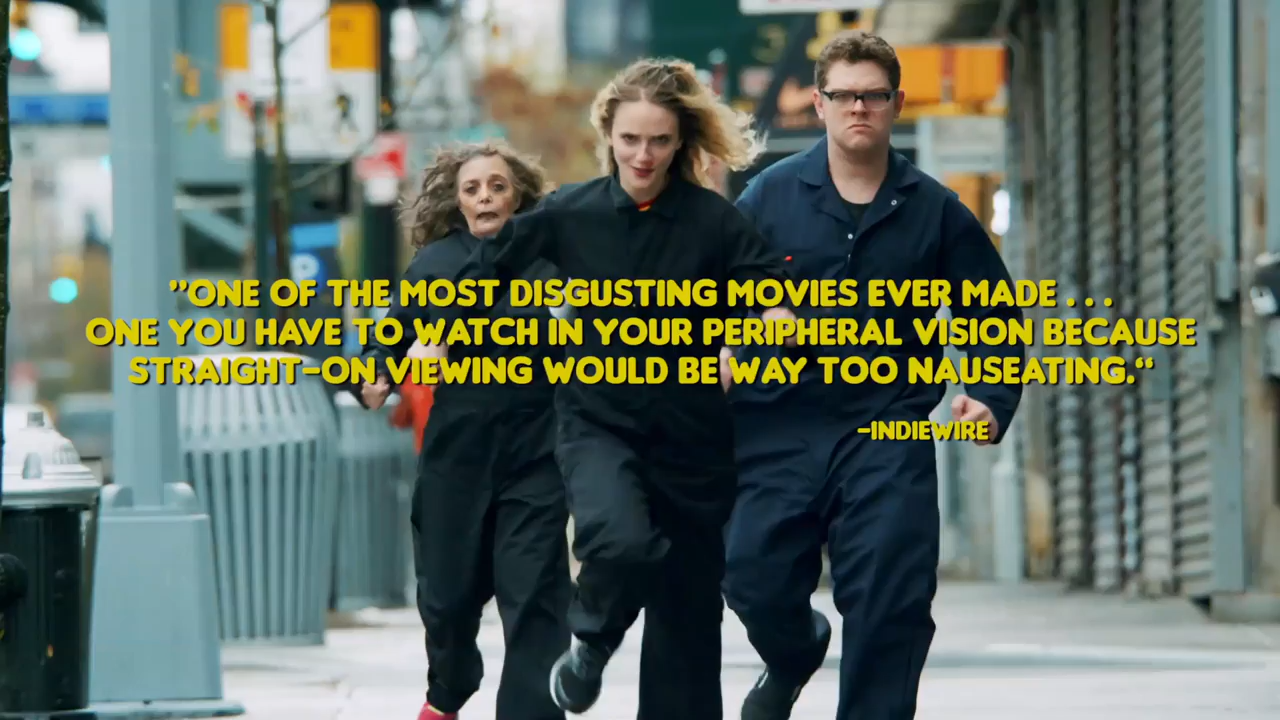 "ONE OF THE MOST DISGUSTING MOVIES EVER MADE . . .
ONE YOU HAVE TO WATCH IN YOUR PERIPHERAL VISION BECAUSE
STRAIGHT-ON VIEWING WOULD BE WAY TOO NAUSEATING."
-INDIEWIRE